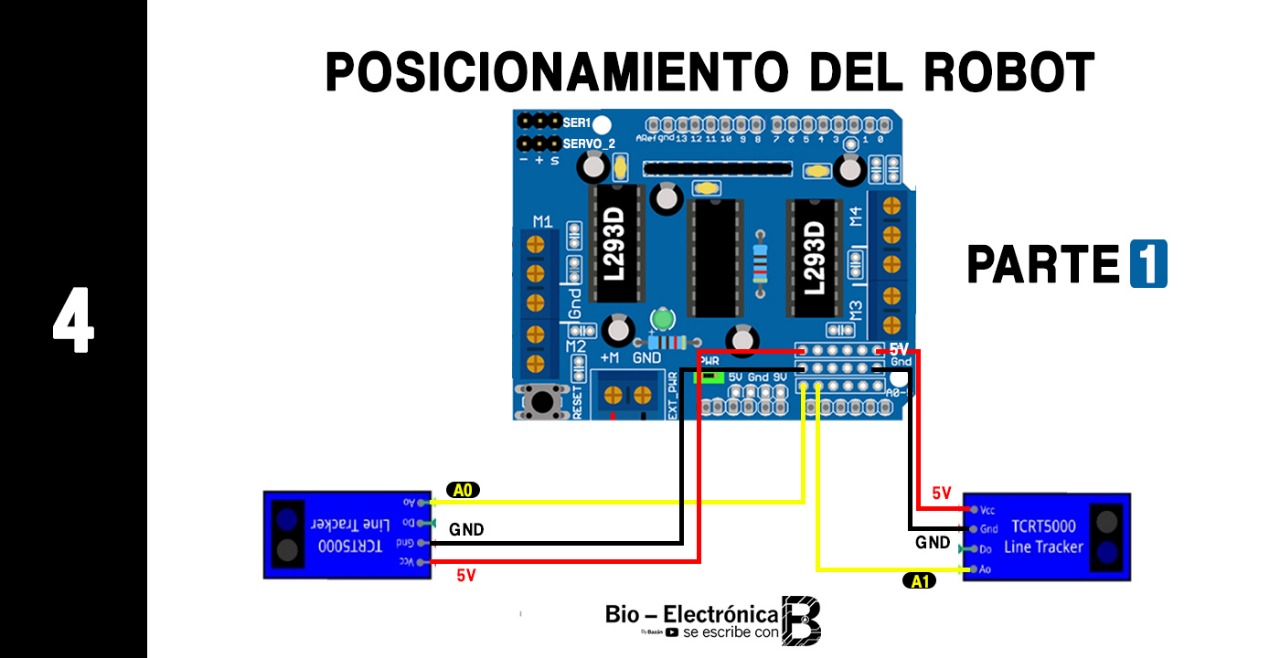 POSICIONAMIENTO DEL ROBOT
4
PARTE 1
SER1
SERVO_2
- + S
ARef gnd 13 12 11 10 9 8 7 6 5 4 3 1 0
M1
L293D
L293D
M4
Gnd
M3
M2
+M GND
PWR
5V
Gnd
RESET
EXT_PWR
5V Gnd 9V
A0-
A0
GND
5V
Ao
Do
Gnd
Vcc
TCRT5000
Line Tracker
5V
GND
A1
Vcc
Gnd
Do
Ao
TCRT5000
Line Tracker
Bio – Electrónica
By Bazán se escribe con B